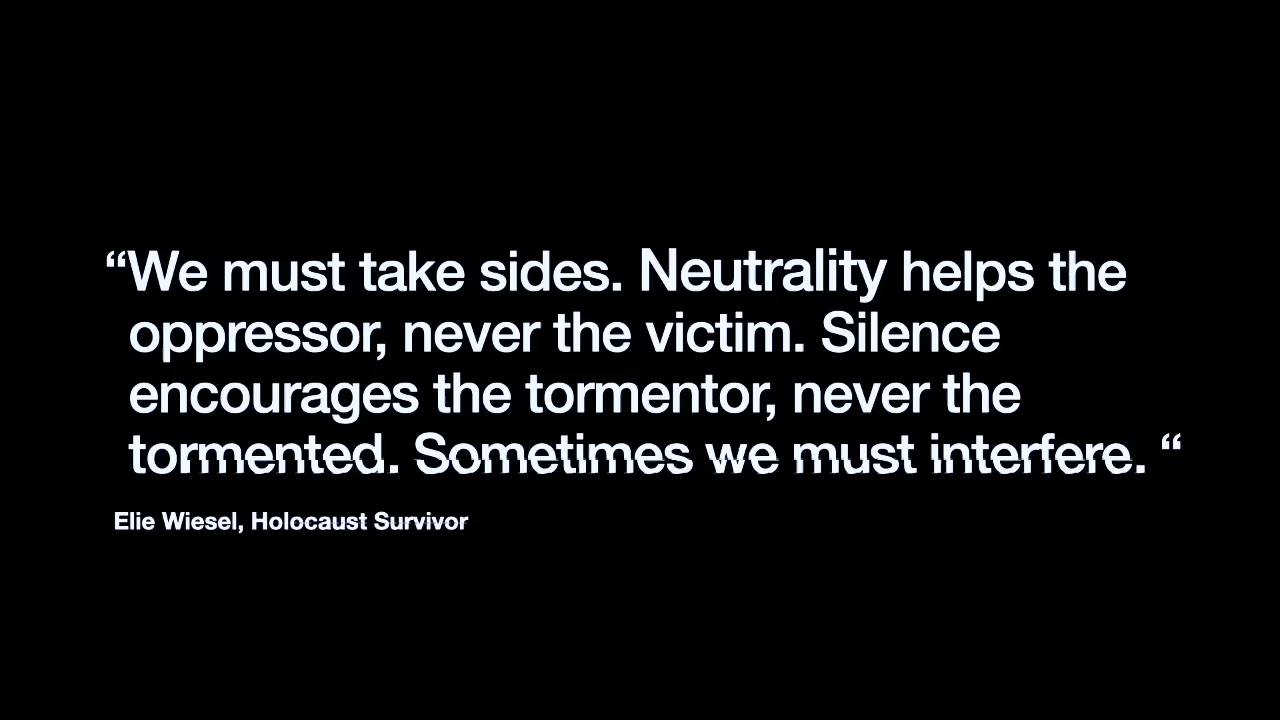 “We must take sides. Neutrality helps the
oppressor, never the victim. Silence
encourages the tormentor, never the
tormented. Sometimes we must interfere. “
Elie Wiesel, Holocaust Survivor